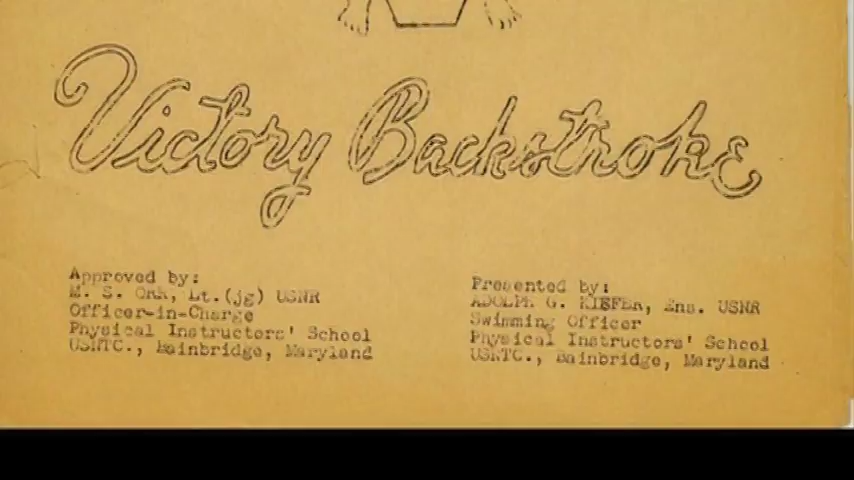 Victory Backstroke
Approved by:
M. S. ORR, Lt.(jg) USNR
Officer-in-Charge
Physical Instructors' School
USNTC., Bainbridge, Maryland
Presented by:
ADOLPH G. KIEFER, Ens. USNR
Swimming Officer
Physical Instructors' School
USNTC., Bainbridge, Maryland